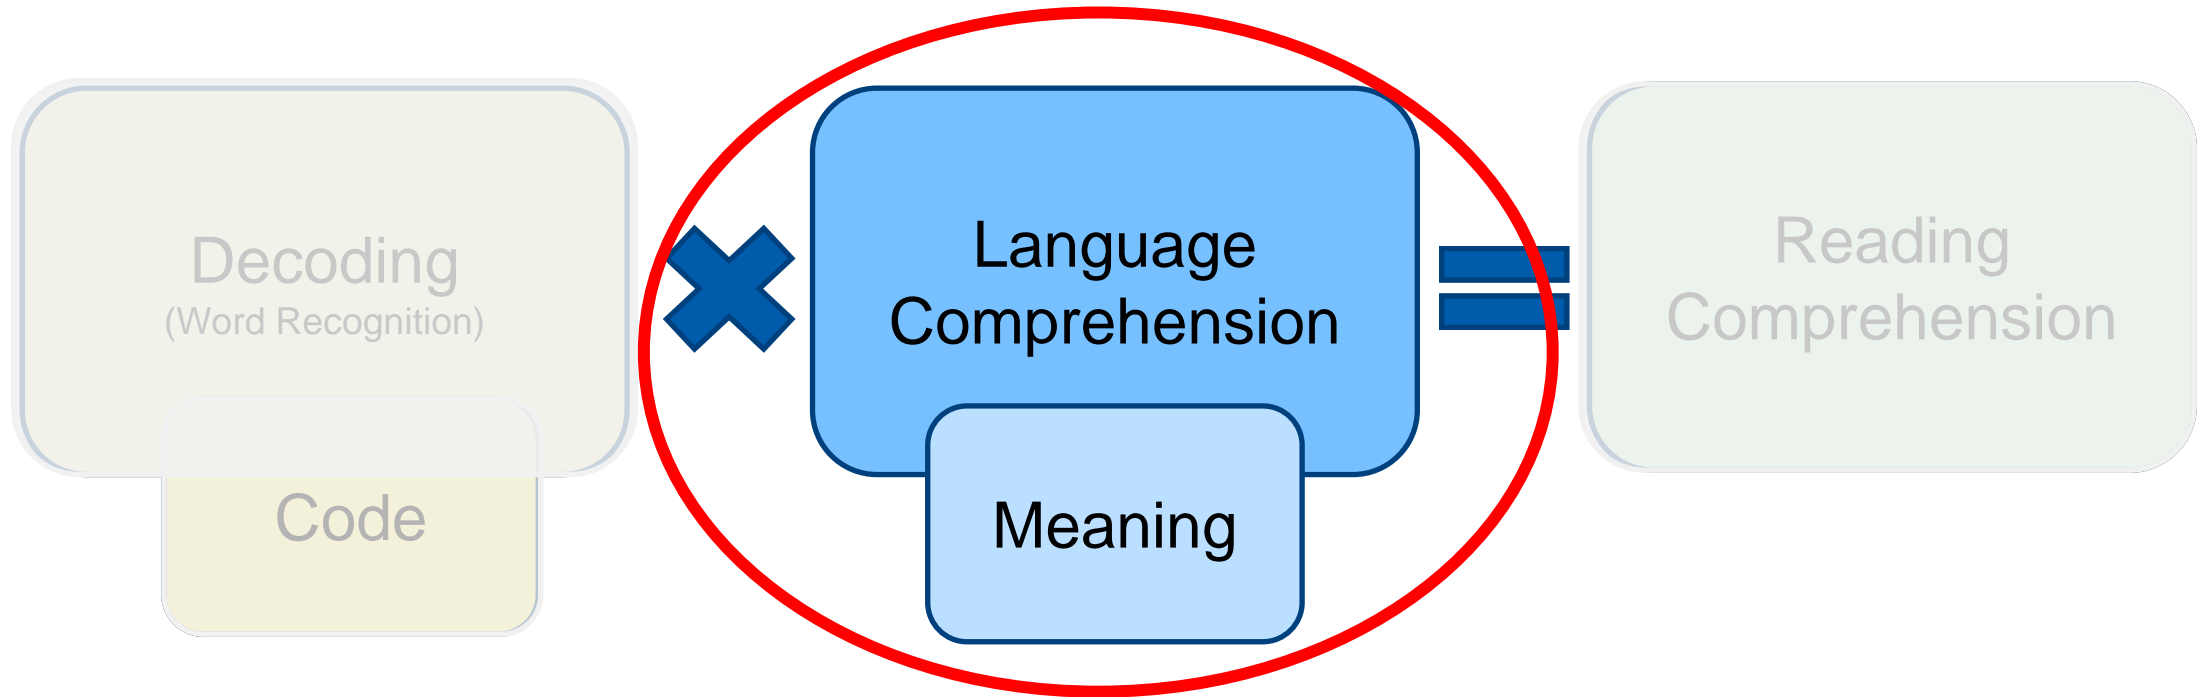 Decoding
(Word Recognition)
Code
Language
Comprehension
Meaning
Reading
Comprehension